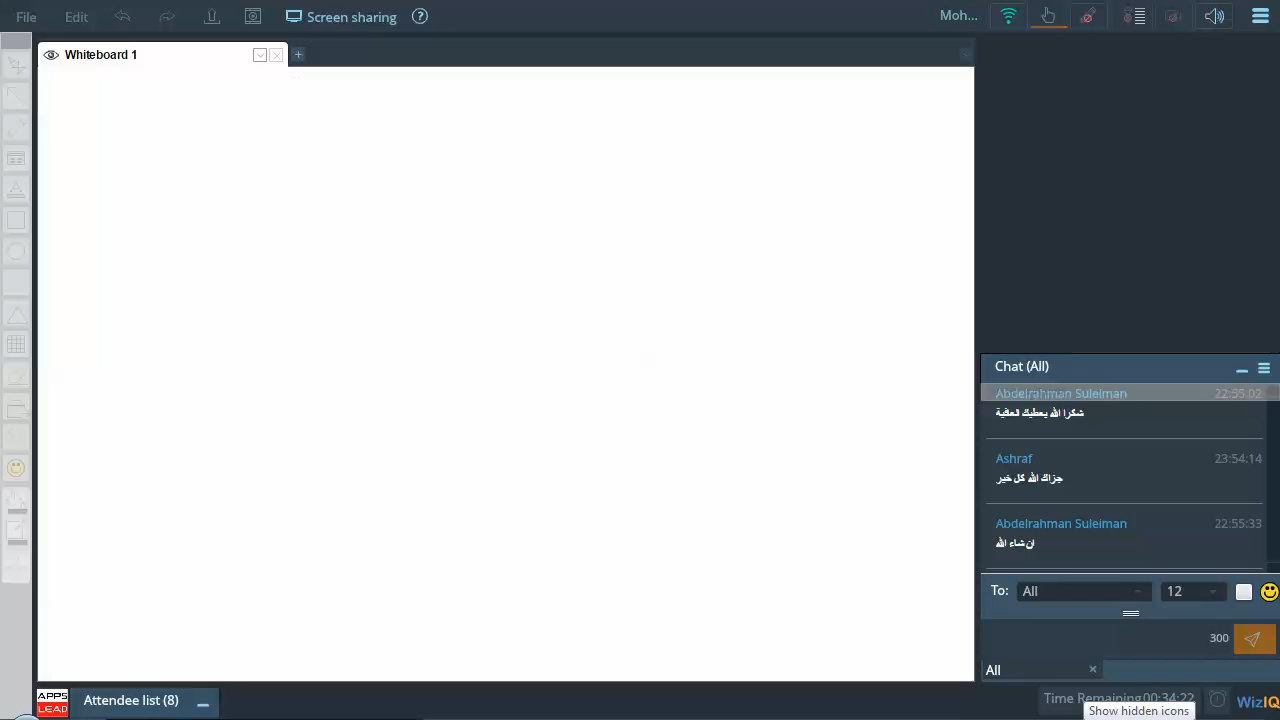 File Edit Screen sharing ? Moh...
Whiteboard 1
Chat (All)
Abdelrahman Suleiman 22:55:02
شكرا الله يعطيك العافية
Ashraf 23:54:14
جزاك الله كل خير
Abdelrahman Suleiman 22:55:33
ان شاء الله
To: All 12
300
All
APPS LEAD
Attendee list (8)
Time Remaining 00:34:22
WizIQ
Show hidden icons